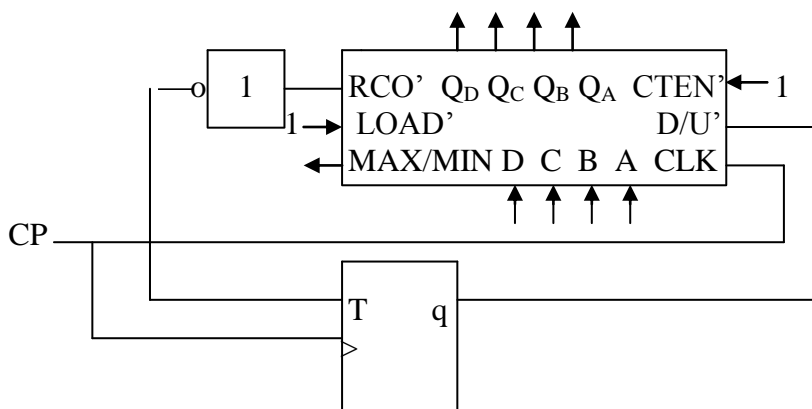 1 RCO' Q_D Q_C Q_B Q_A CTEN' 1
1 LOAD' D/U'
MAX/MIN D C B A CLK
CP
T q